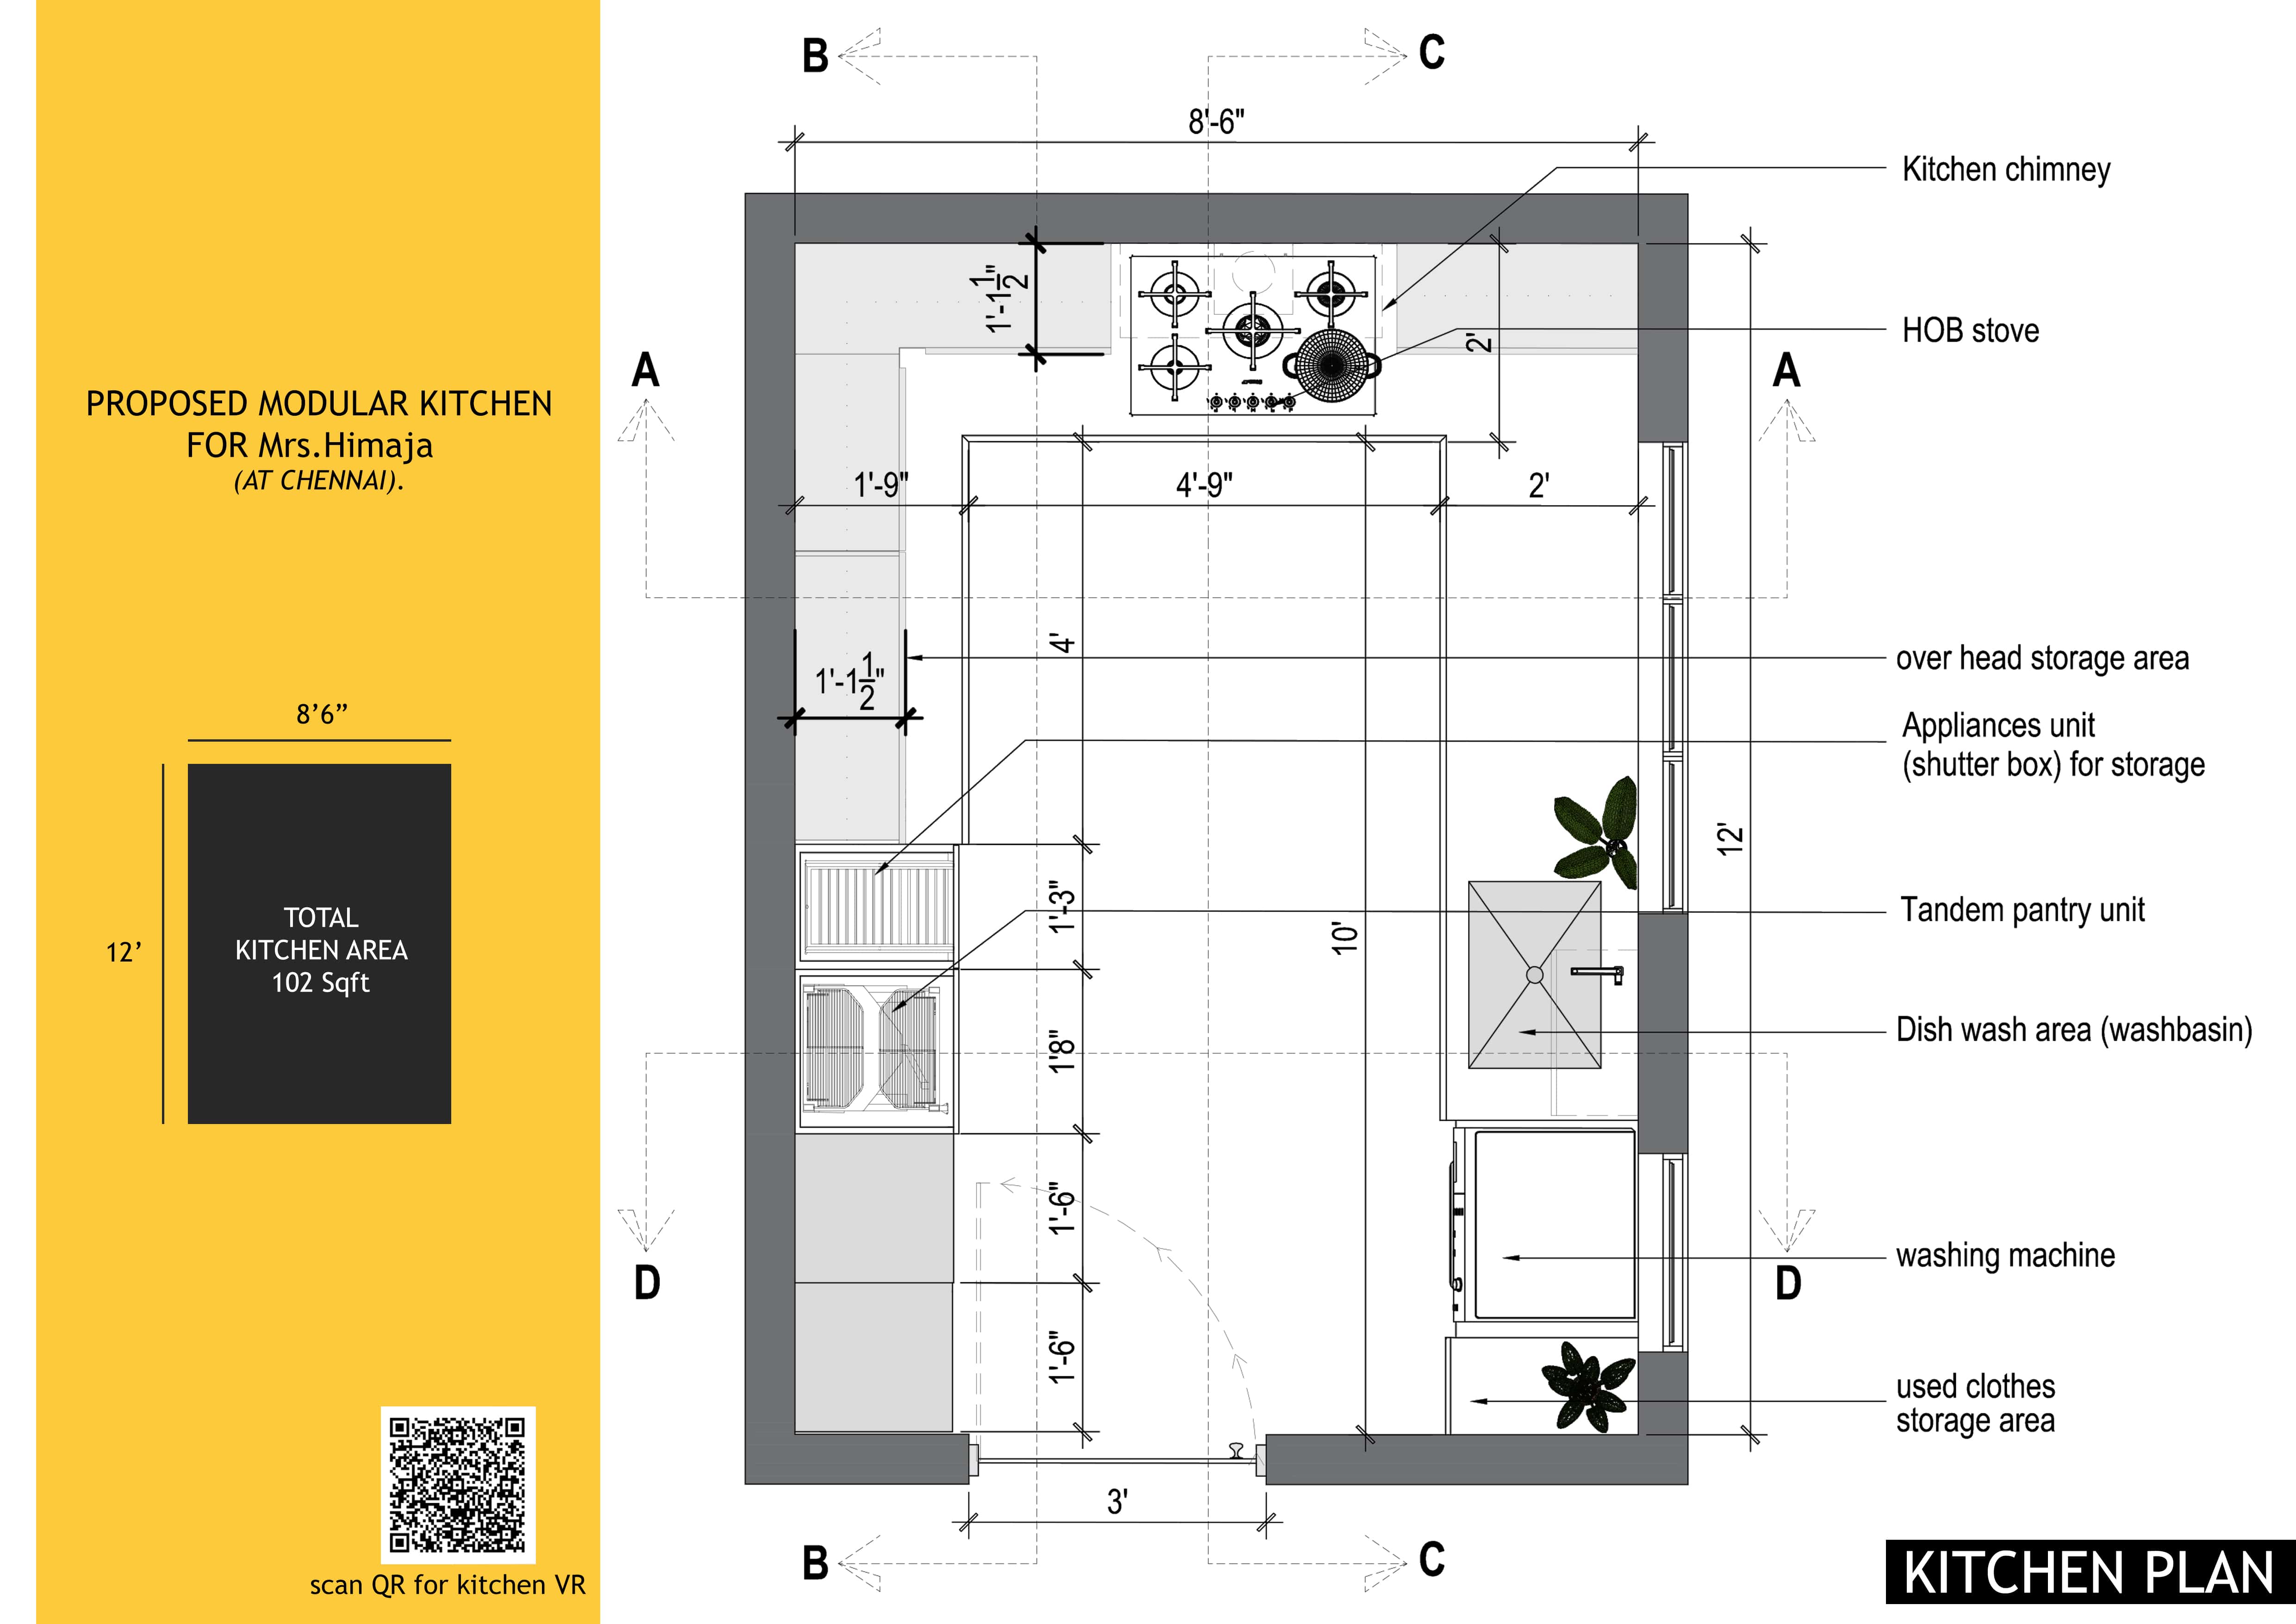 PROPOSED MODULAR KITCHEN
FOR Mrs.Himaja
(AT CHENNAI).
8’6”
12’
TOTAL
KITCHEN AREA
102 Sqft
scan QR for kitchen VR
B
C
8'-6"
Kitchen chimney
1'-1 1/2"
2'
HOB stove
A
A
1'-9"
4'-9"
2'
4'
over head storage area
1'-1 1/2"
Appliances unit
(shutter box) for storage
12'
1'-3"
10'
Tandem pantry unit
Dish wash area (washbasin)
1'8"
1'-6"
washing machine
D
D
1'-6"
used clothes
storage area
3'
B
C
KITCHEN PLAN